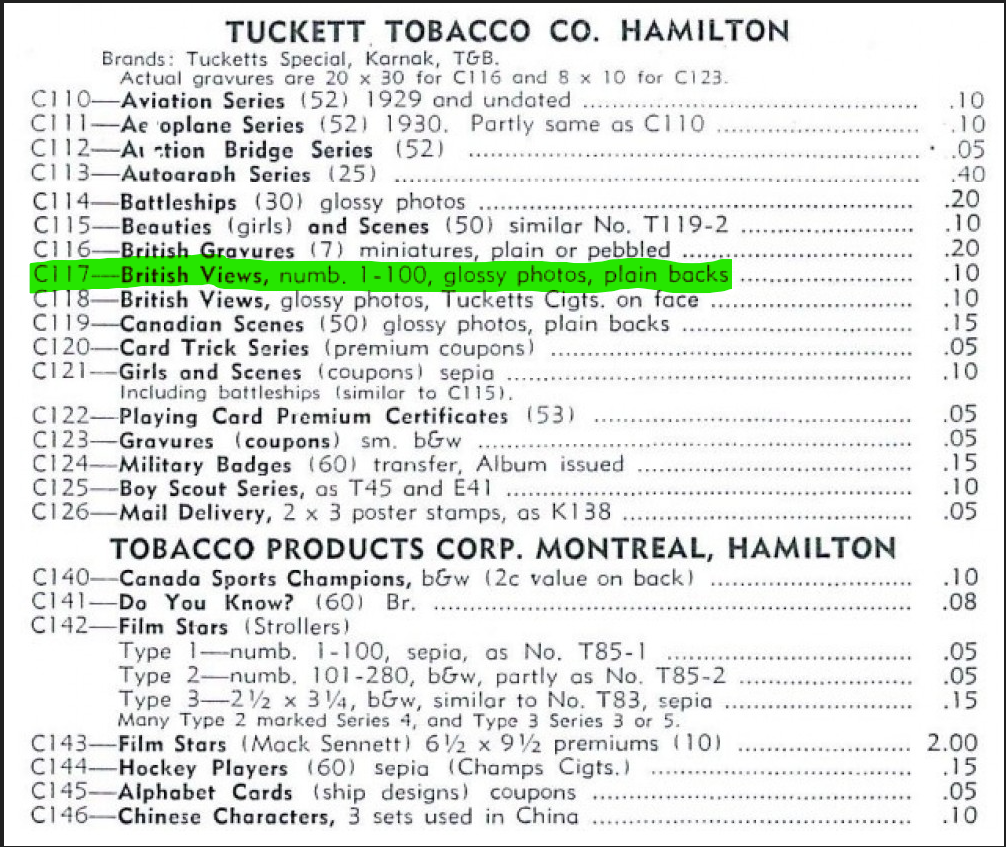 TUCKETT TOBACCO CO. HAMILTON
Brands: Tucketts Special, Karnak, T&B.
Actual gravures are 20 x 30 for C116 and 8 x 10 for C123.
C110—Aviation Series (52) 1929 and undated .10
C111—Ae oplane Series (52) 1930. Partly same as C110 .10
C112—Au tion Bridge Series (52) .05
C113—Autograph Series (25) .40
C114—Battleships (30) glossy photos .20
C115—Beauties (girls) and Scenes (50) similar No. T119-2 .10
C116—British Gravures (7) miniatures, plain or pebbled .20
C117—British Views, numb. 1-100, glossy photos, plain backs .10
C118—British Views, glossy photos, Tucketts Cigts. on face .10
C119—Canadian Scenes (50) glossy photos, plain backs .15
C120—Card Trick Series (premium coupons) .05
C121—Girls and Scenes (coupons) sepia .10
Including battleships (similar to C115).
C122—Playing Card Premium Certificates (53) .05
C123—Gravures (coupons) sm. b&w .05
C124—Military Badges (60) transfer, Album issued .15
C125—Boy Scout Series, as T45 and E41 .10
C126—Mail Delivery, 2 x 3 poster stamps, as K138 .05
TOBACCO PRODUCTS CORP. MONTREAL, HAMILTON
C140—Canada Sports Champions, b&w (2c value on back) .10
C141—Do You Know? (60) Br. .08
C142—Film Stars (Strollers)
Type 1—numb. 1-100, sepia, as No. T85-1 .05
Type 2—numb. 101-280, b&w, partly as No. T85-2 .05
Type 3—2½ x 3¼, b&w, similar to No. T83, sepia .15
Many Type 2 marked Series 4, and Type 3 Series 3 or 5.
C143—Film Stars (Mack Sennett) 6½ x 9½ premiums (10) 2.00
C144—Hockey Players (60) sepia (Champs Cigts.) .15
C145—Alphabet Cards (ship designs) coupons .05
C146—Chinese Characters, 3 sets used in China .10